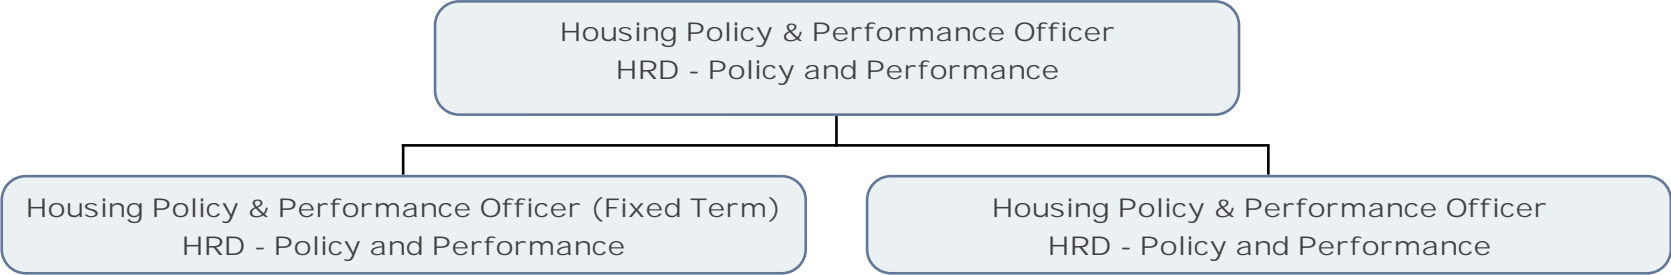 Housing Policy & Performance Officer
HRD - Policy and Performance
Housing Policy & Performance Officer (Fixed Term)
HRD - Policy and Performance
Housing Policy & Performance Officer
HRD - Policy and Performance